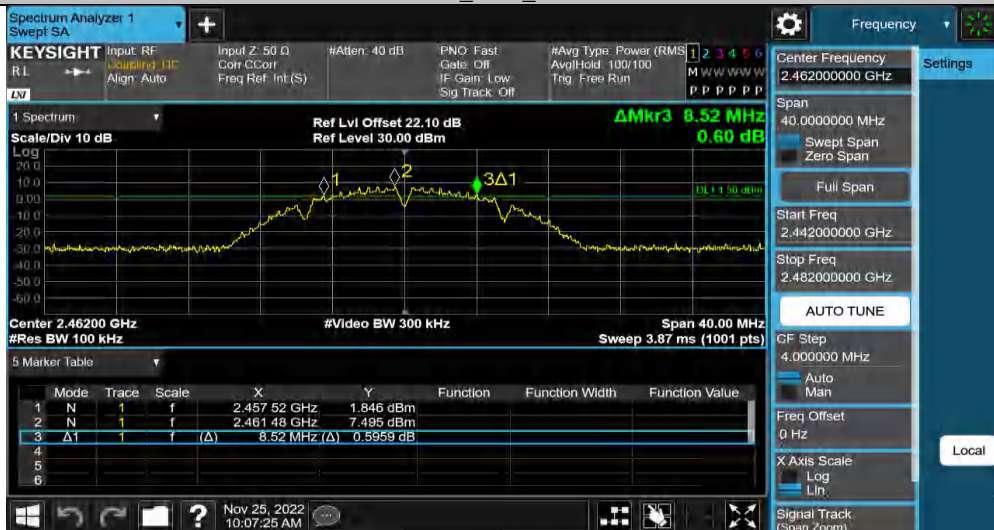 Spectrum Analyzer 1
Swept SA
+
Frequency
KEYSIGHT
RL
LXI
Input: RF
Coupling: DC
Align: Auto
Input Z: 50 Ω
Corr CCorr
Freq Ref: Int (S)
#Atten: 40 dB
PNO: Fast
Gate: Off
IF Gain: Low
Sig Track: Off
#Avg Type: Power (RMS
Avg|Hold: 100/100
Trig: Free Run
1 2 3 4 5 6
M W W W W W
P P P P P P
1 Spectrum
Scale/Div 10 dB
Ref Lvl Offset 22.10 dB
Ref Level 30.00 dBm
ΔMkr3 8.52 MHz
0.60 dB
Log
20.0
10.0
0.00
-10.0
-20.0
-30.0
-40.0
-50.0
-60.0
1
2
3Δ1
DL1 1.50 dBm
Center 2.46200 GHz
#Res BW 100 kHz
#Video BW 300 kHz
Span 40.00 MHz
Sweep 3.87 ms (1001 pts)
5 Marker Table
Mode Trace Scale X Y Function Function Width Function Value
1 N 1 f 2.457 52 GHz 1.846 dBm
2 N 1 f 2.461 48 GHz 7.495 dBm
3 Δ1 1 f (Δ) 8.52 MHz (Δ) 0.5959 dB
4
5
6
Nov 25, 2022
10:07:25 AM
Center Frequency
2.462000000 GHz
Settings
Span
40.0000000 MHz
Swept Span
Zero Span
Full Span
Start Freq
2.442000000 GHz
Stop Freq
2.482000000 GHz
AUTO TUNE
CF Step
4.000000 MHz
Auto
Man
Freq Offset
0 Hz
X Axis Scale
Log
Lin
Local
Signal Track
(Span Zoom)